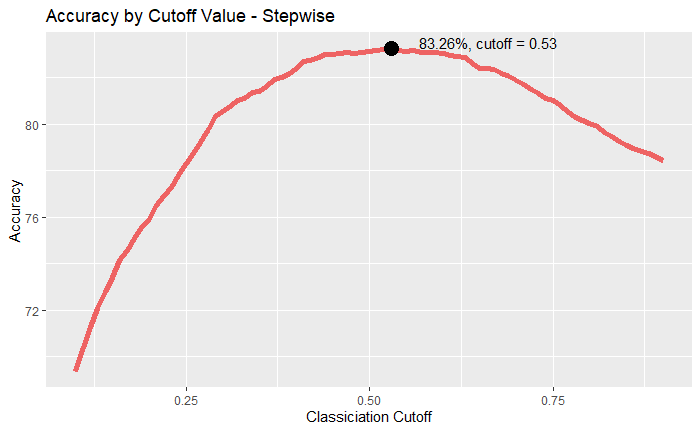 Accuracy by Cutoff Value - Stepwise
83.26%, cutoff = 0.53
80
76
72
Accuracy
0.25 0.50 0.75
Classiciation Cutoff